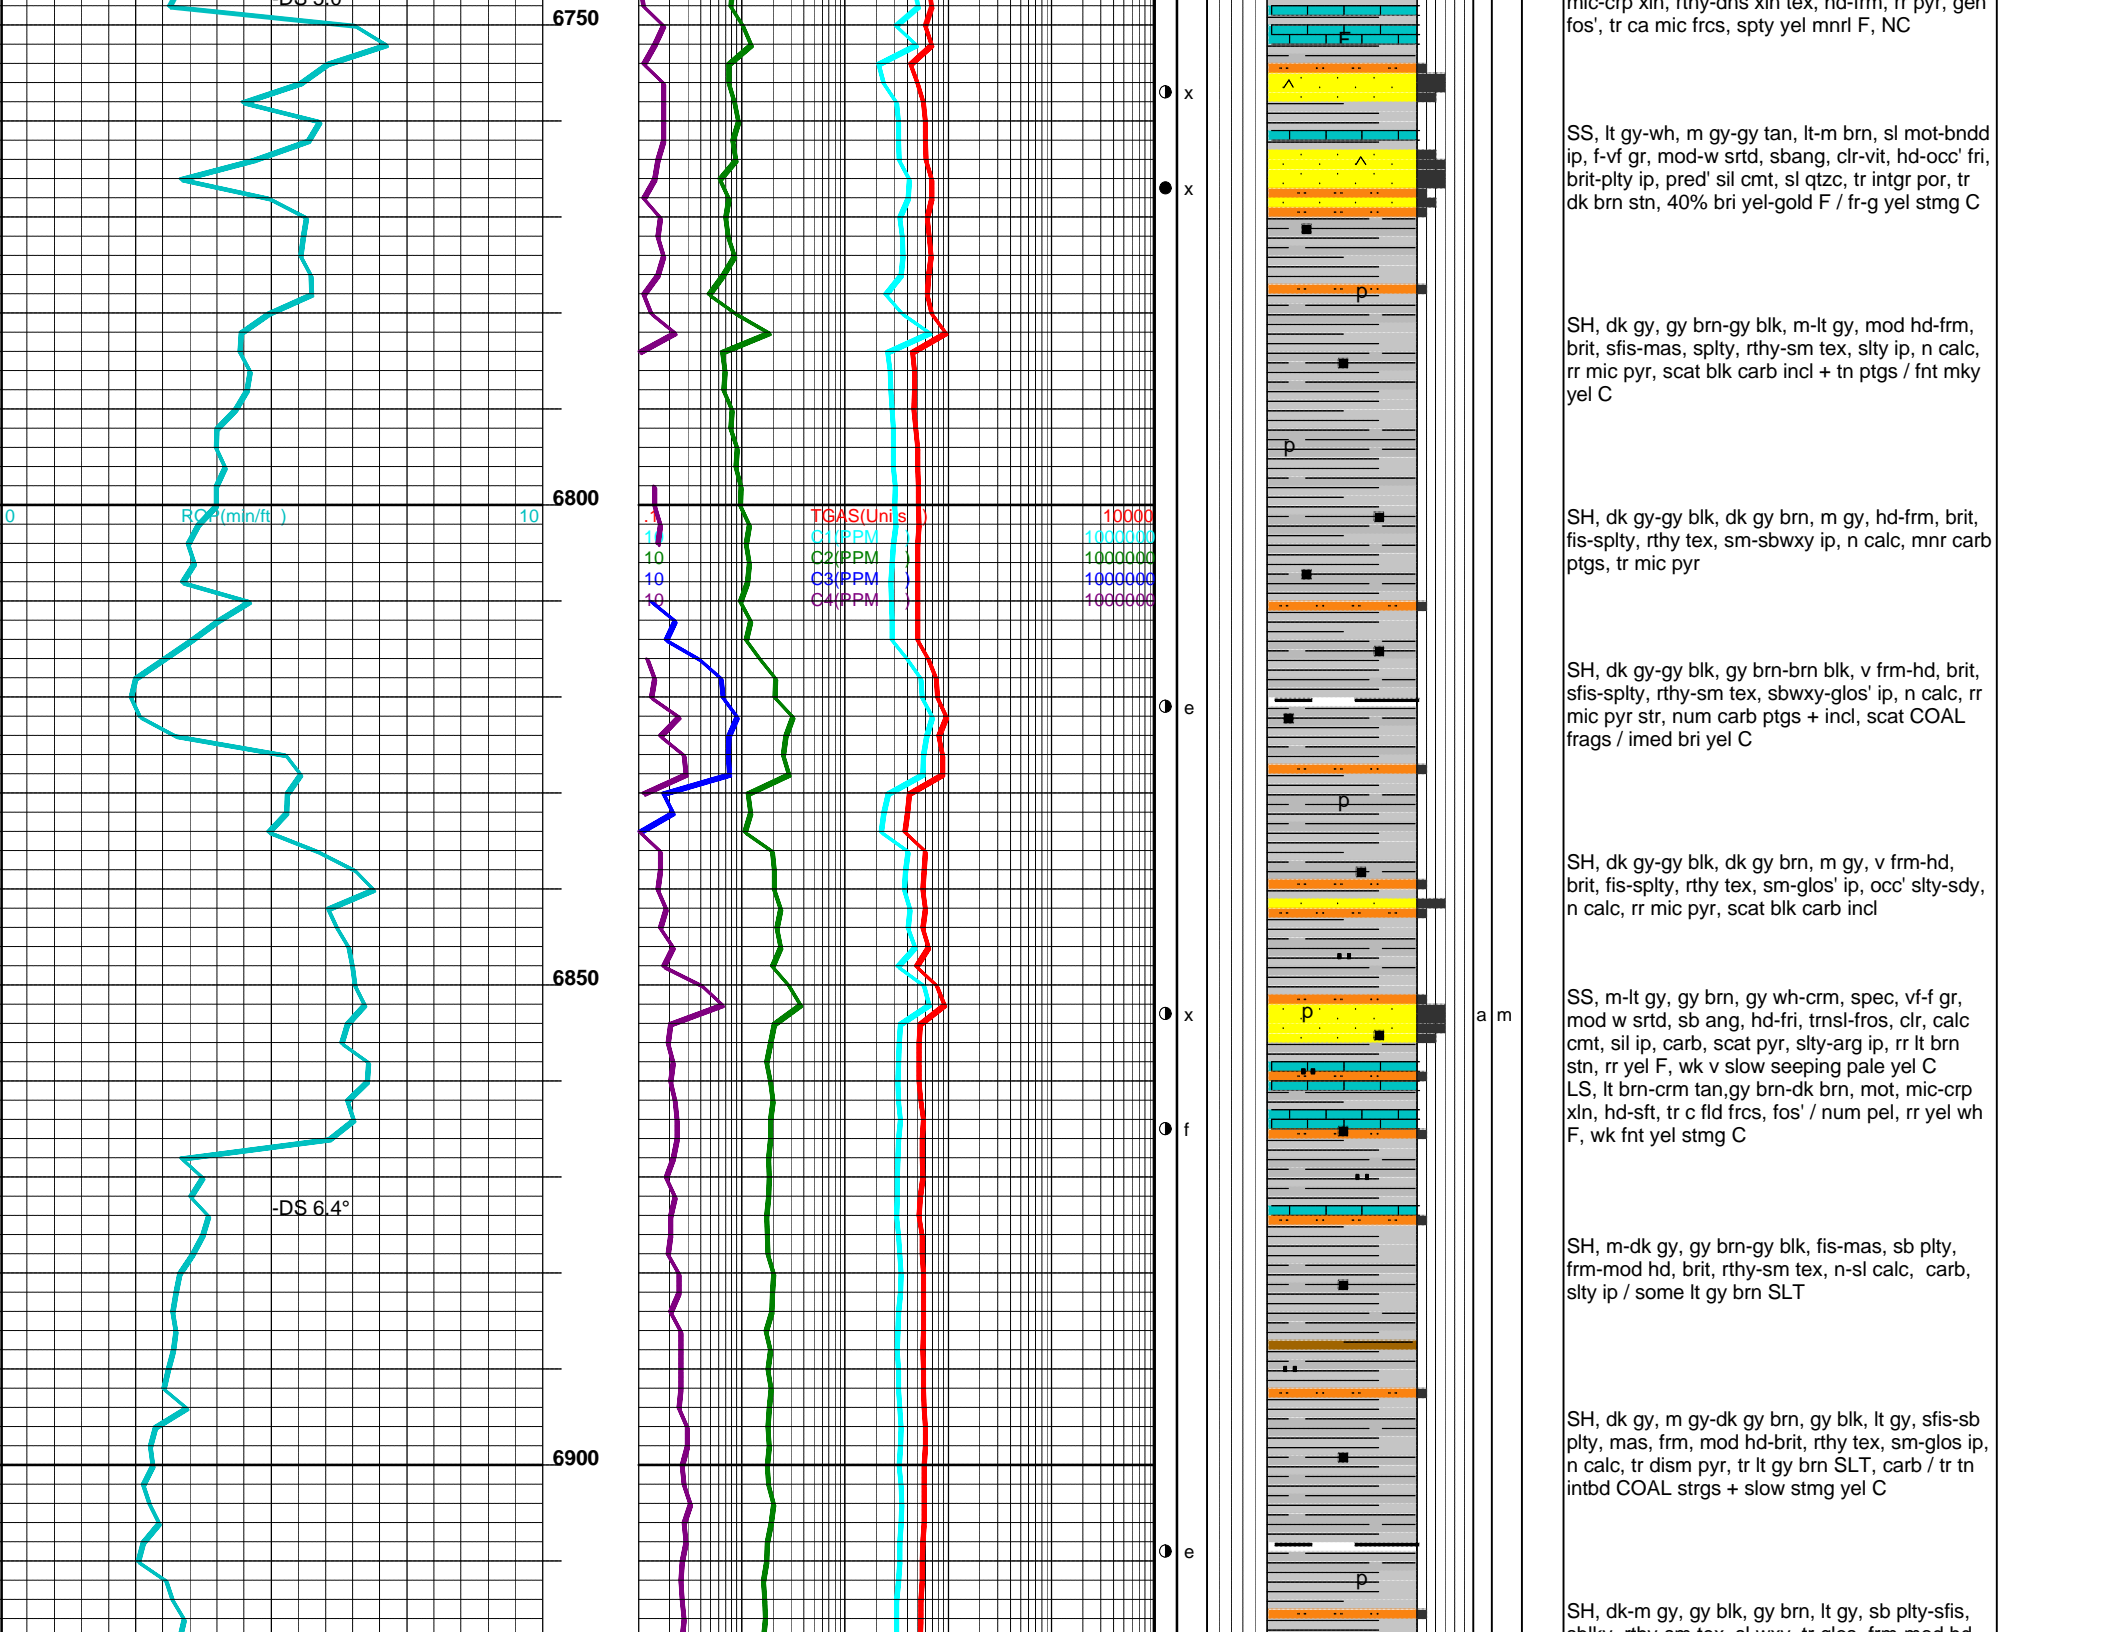 -DS 5.6°
6750
mic-crp xln, rthy-dns xln tex, hd-frm, rr pyr, gen
fos', tr ca mic frcs, spty yel mnrl F, NC
F
^
x
SS, lt gy-wh, m gy-gy tan, lt-m brn, sl mot-bndd
ip, f-vf gr, mod-w srtd, sbang, clr-vit, hd-occ' fri,
brit-plty ip, pred' sil cmt, sl qtzc, tr intgr por, tr
dk brn stn, 40% bri yel-gold F / fr-g yel stmg C
^
x
p
SH, dk gy, gy brn-gy blk, m-lt gy, mod hd-frm,
brit, sfis-mas, splty, rthy-sm tex, slty ip, n calc,
rr mic pyr, scat blk carb incl + tn ptgs / fnt mky
yel C
p
6800
0 ROP(min/ft ) 10
.1 TGAS(Units ) 10000
10 C1(PPM ) 1000000
10 C2(PPM ) 1000000
10 C3(PPM ) 1000000
10 C4(PPM ) 1000000
SH, dk gy-gy blk, dk gy brn, m gy, hd-frm, brit,
fis-splty, rthy tex, sm-sbwxy ip, n calc, mnr carb
ptgs, tr mic pyr
SH, dk gy-gy blk, gy brn-brn blk, v frm-hd, brit,
sfis-splty, rthy-sm tex, sbwxy-glos' ip, n calc, rr
mic pyr str, num carb ptgs + incl, scat COAL
frags / imed bri yel C
e
p
SH, dk gy-gy blk, dk gy brn, m gy, v frm-hd,
brit, fis-splty, rthy tex, sm-glos' ip, occ' slty-sdy,
n calc, rr mic pyr, scat blk carb incl
6850
p
x
a m
SS, m-lt gy, gy brn, gy wh-crm, spec, vf-f gr,
mod w srtd, sb ang, hd-fri, trnsl-fros, clr, calc
cmt, sil ip, carb, scat pyr, slty-arg ip, rr lt brn
stn, rr yel F, wk v slow seeping pale yel C
LS, lt brn-crm tan,gy brn-dk brn, mot, mic-crp
xln, hd-sft, tr c fld frcs, fos' / num pel, rr yel wh
F, wk fnt yel stmg C
f
-DS 6.4°
SH, m-dk gy, gy brn-gy blk, fis-mas, sb plty,
frm-mod hd, brit, rthy-sm tex, n-sl calc, carb,
slty ip / some lt gy brn SLT
6900
SH, dk gy, m gy-dk gy brn, gy blk, lt gy, sfis-sb
plty, mas, frm, mod hd-brit, rthy tex, sm-glos ip,
n calc, tr dism pyr, tr lt gy brn SLT, carb / tr tn
intbd COAL strgs + slow stmg yel C
e
p
SH, dk-m gy, gy blk, gy brn, lt gy, sb plty-sfis,